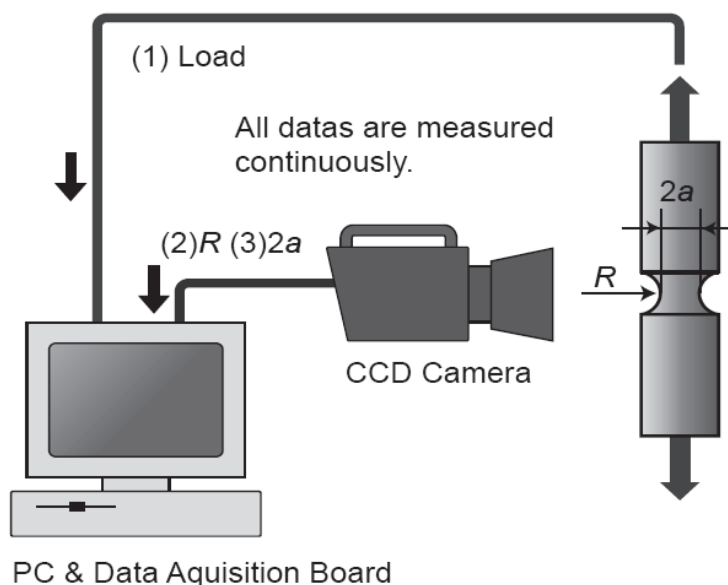 (1) Load
All datas are measured
continuously.
2a
(2)R (3)2a
R
CCD Camera
PC & Data Aquisition Board